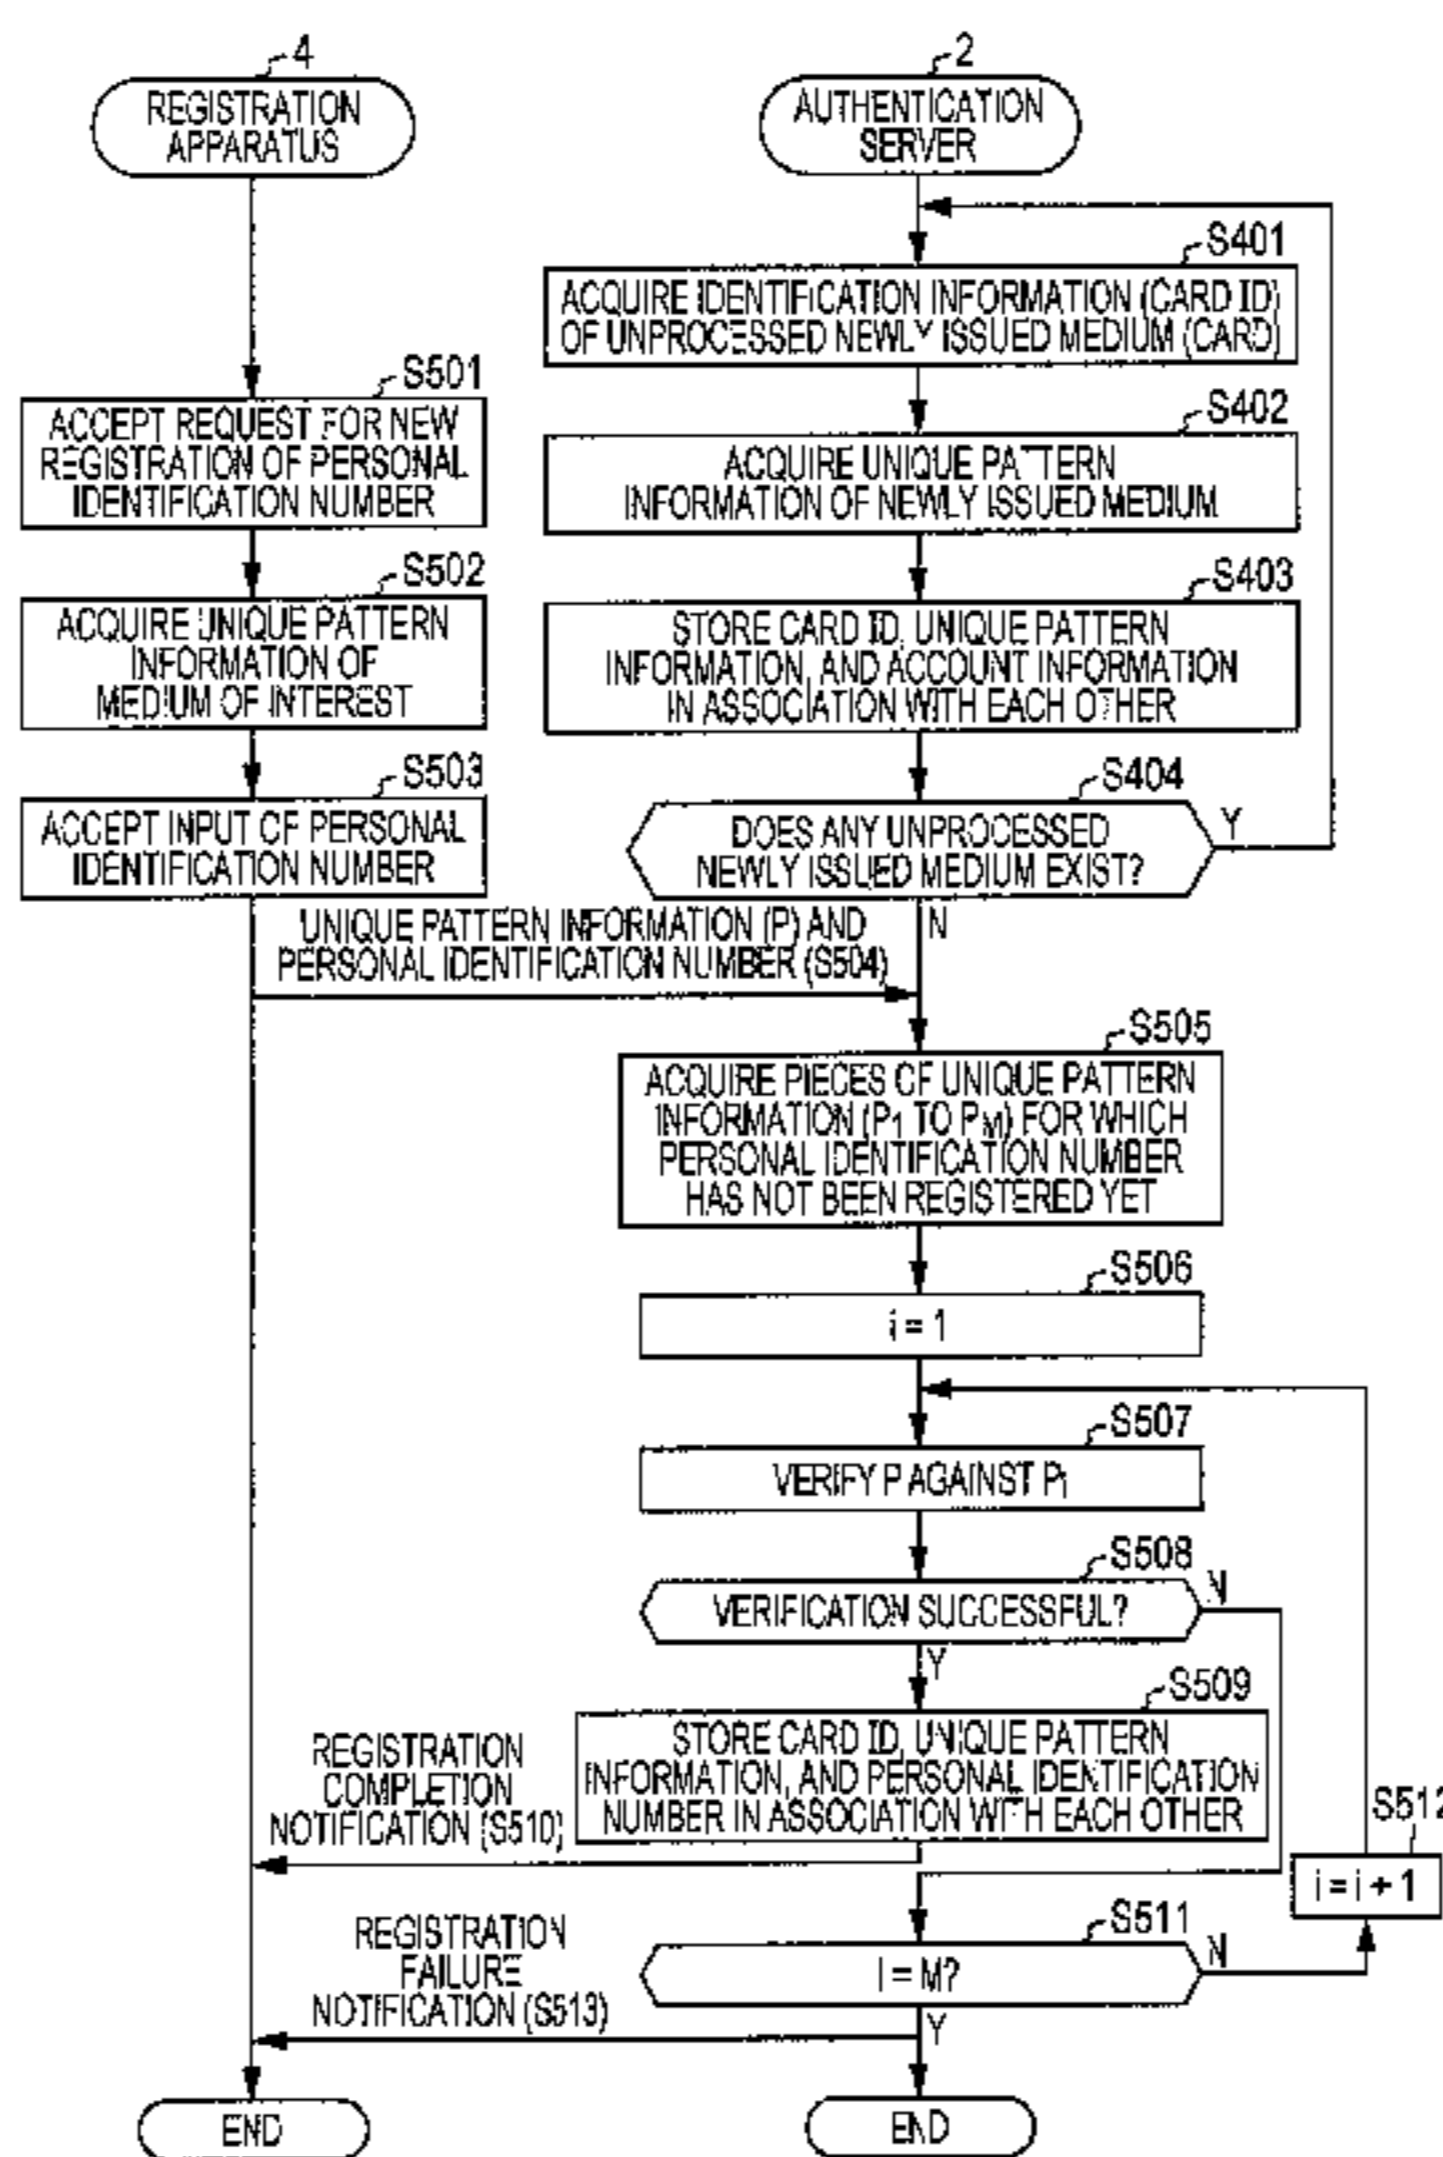 4
REGISTRATION
APPARATUS
2
AUTHENTICATION
SERVER
S401
ACQUIRE IDENTIFICATION INFORMATION (CARD ID)
OF UNPROCESSED NEWLY ISSUED MEDIUM (CARD)
S501
ACCEPT REQUEST FOR NEW
REGISTRATION OF PERSONAL
IDENTIFICATION NUMBER
S402
ACQUIRE UNIQUE PATTERN
INFORMATION OF NEWLY ISSUED MEDIUM
S502
ACQUIRE UNIQUE PATTERN
INFORMATION OF
MEDIUM OF INTEREST
S403
STORE CARD ID, UNIQUE PATTERN
INFORMATION, AND ACCOUNT INFORMATION
IN ASSOCIATION WITH EACH OTHER
S503
ACCEPT INPUT OF PERSONAL
IDENTIFICATION NUMBER
S404
DOES ANY UNPROCESSED
NEWLY ISSUED MEDIUM EXIST?
Y
N
UNIQUE PATTERN INFORMATION (P) AND
PERSONAL IDENTIFICATION NUMBER (S504)
S505
ACQUIRE PIECES OF UNIQUE PATTERN
INFORMATION (P1 TO PM) FOR WHICH
PERSONAL IDENTIFICATION NUMBER
HAS NOT BEEN REGISTERED YET
S506
i = 1
S507
VERIFY P AGAINST Pi
S508
VERIFICATION SUCCESSFUL?
N
Y
S509
STORE CARD ID, UNIQUE PATTERN
INFORMATION, AND PERSONAL IDENTIFICATION
NUMBER IN ASSOCIATION WITH EACH OTHER
REGISTRATION
COMPLETION
NOTIFICATION (S510)
S512
i = i + 1
S511
i = M?
N
Y
REGISTRATION
FAILURE
NOTIFICATION (S513)
END
END